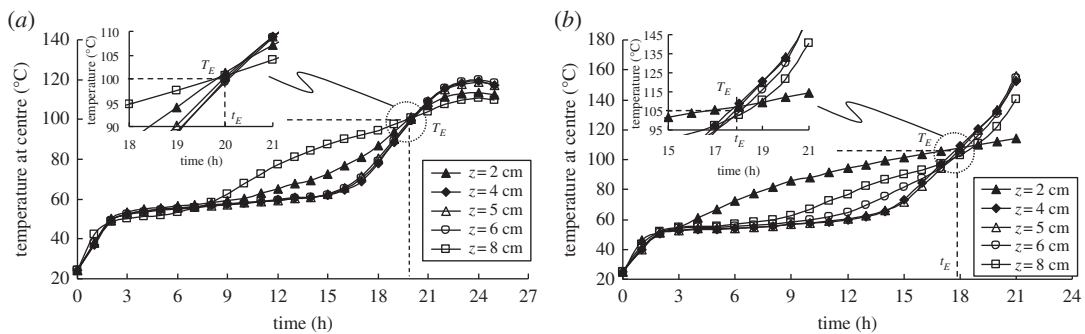 (a)
temperature at centre (°C)
180
160
140
120
100
80
60
40
20
0 3 6 9 12 15 18 21 24 27
time (h)
temperature (°C)
110
105
100
95
90
18 19 20 21
time (h)
T_E
t_E
T_E
t_E
z = 2 cm
z = 4 cm
z = 5 cm
z = 6 cm
z = 8 cm
(b)
temperature at centre (°C)
180
160
140
120
100
80
60
40
20
0 3 6 9 12 15 18 21 24
time (h)
temperature (°C)
145
135
125
115
105
95
15 17 19 21
t_E
time (h)
T_E
T_E
t_E
z = 2 cm
z = 4 cm
z = 5 cm
z = 6 cm
z = 8 cm